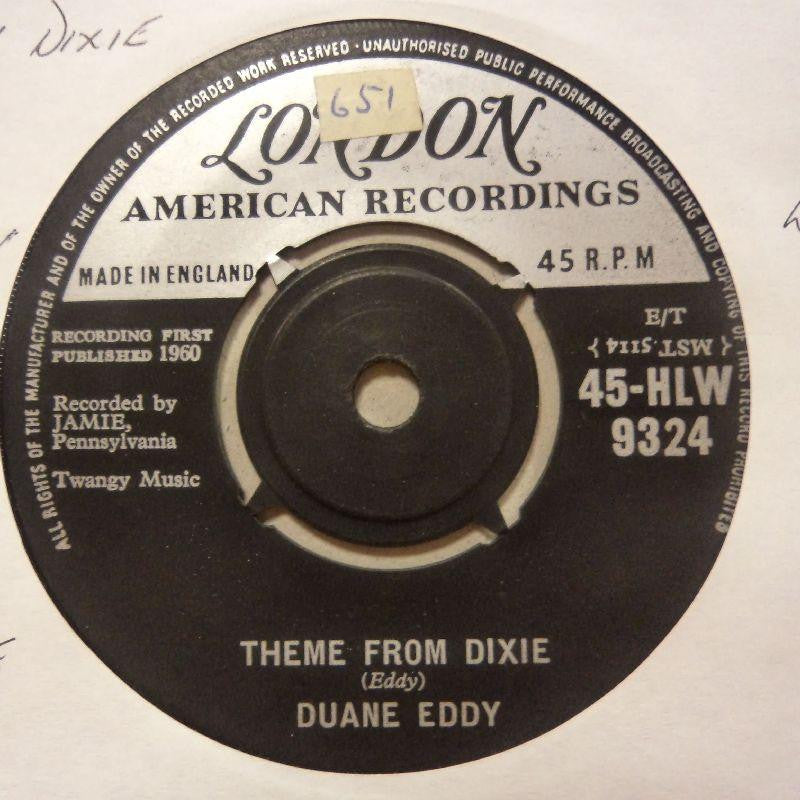 DIXIE
ALL RIGHTS OF THE MANUFACTURER AND OF THE OWNER OF THE RECORDED WORK RESERVED · UNAUTHORISED PUBLIC PERFORMANCE BROADCASTING AND COPYING OF THIS RECORD PROHIBITED
651
LONDON
AMERICAN RECORDINGS
MADE IN ENGLAND
45 R.P.M
RECORDING FIRST
PUBLISHED 1960
E/T
{MST.5114}
45-HLW
9324
Recorded by
JAMIE,
Pennsylvania
Twangy Music
THEME FROM DIXIE
(Eddy)
DUANE EDDY